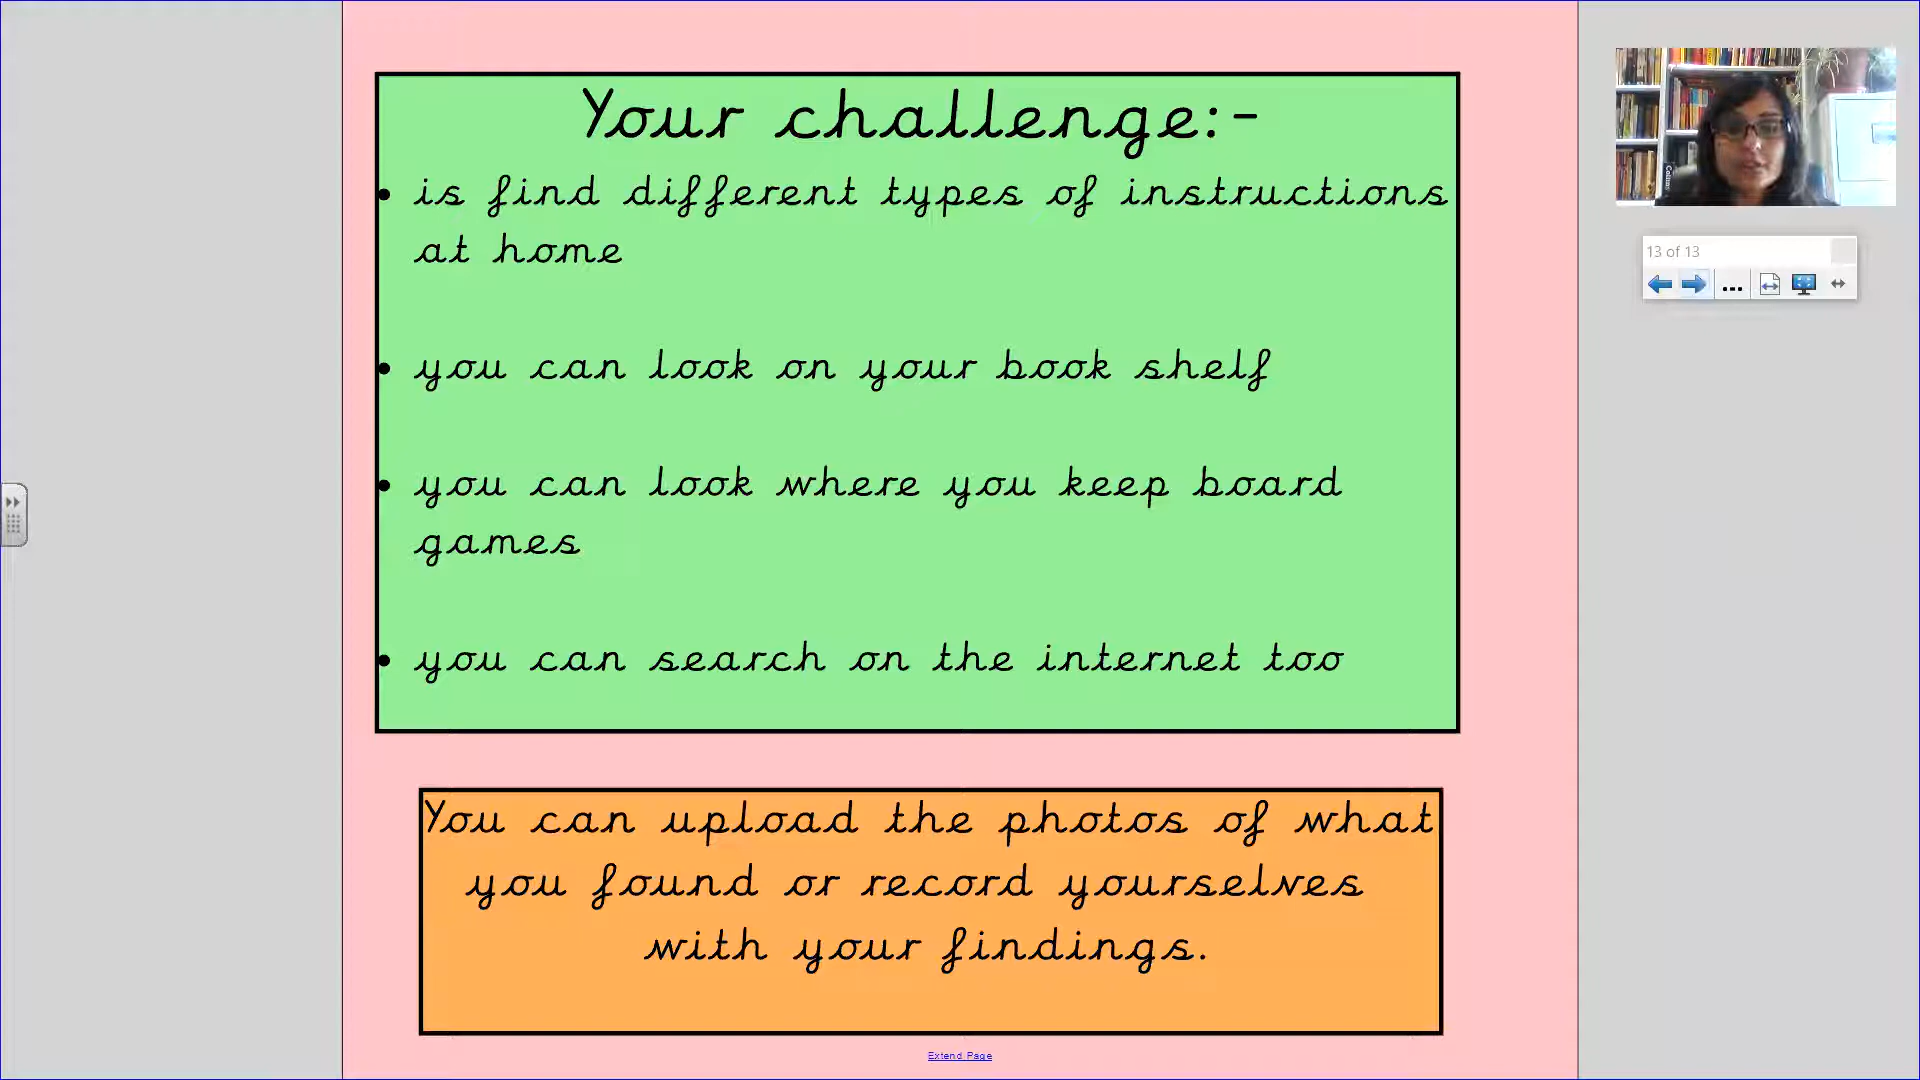 Your challenge:-
• is find different types of instructions
at home
• you can look on your book shelf
• you can look where you keep board
games
• you can search on the internet too
You can upload the photos of what
you found or record yourselves
with your findings.
Extend Page
13 of 13
...